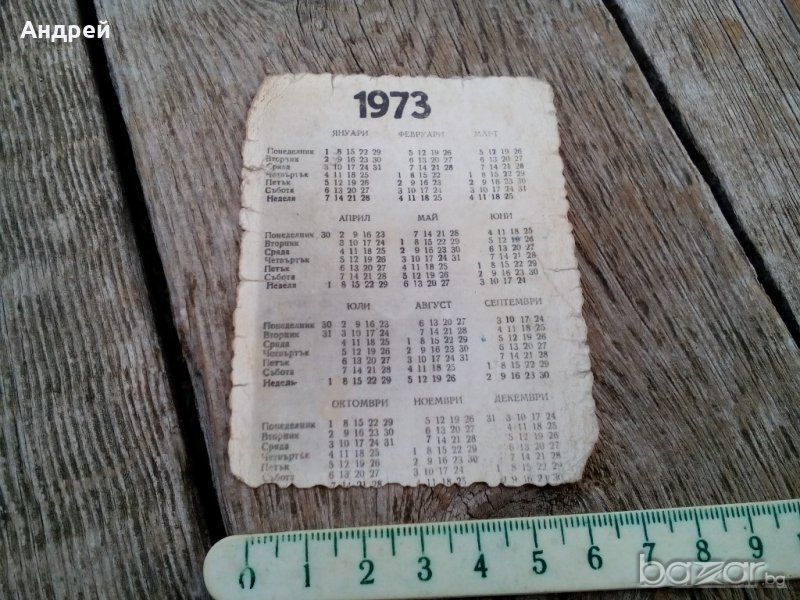 Андрей
1973
ЯНУАРИ ФЕВРУАРИ МАРТ
Понеделник 1 8 15 22 29 5 12 19 26 5 12 19 26
Вторник 2 9 16 23 30 6 13 20 27 6 13 20 27
Сряда 3 10 17 24 31 7 14 21 28 7 14 21 28
Четвъртък 4 11 18 25 1 8 15 22 1 8 15 22 29
Петък 5 12 19 26 2 9 16 23 2 9 16 23 30
Събота 6 13 20 27 3 10 17 24 3 10 17 24 31
Неделя 7 14 21 28 4 11 18 25 4 11 18 25
АПРИЛ МАЙ ЮНИ
Понеделник 30 2 9 16 23 7 14 21 28 4 11 18 25
Вторник 3 10 17 24 1 8 15 22 29 5 12 19 26
Сряда 4 11 18 25 2 9 16 23 30 6 13 20 27
Четвъртък 5 12 19 26 3 10 17 24 31 7 14 21 28
Петък 6 13 20 27 4 11 18 25 1 8 15 22 29
Събота 7 14 21 28 5 12 19 26 2 9 16 23 30
Неделя 1 8 15 22 29 6 13 20 27 3 10 17 24
ЮЛИ АВГУСТ СЕПТЕМВРИ
Понеделник 30 2 9 16 23 6 13 20 27 3 10 17 24
Вторник 31 3 10 17 24 7 14 21 28 4 11 18 25
Сряда 4 11 18 25 1 8 15 22 29 5 12 19 26
Четвъртък 5 12 19 26 2 9 16 23 30 6 13 20 27
Петък 6 13 20 27 3 10 17 24 31 7 14 21 28
Събота 7 14 21 28 4 11 18 25 1 8 15 22 29
Неделя 1 8 15 22 29 5 12 19 26 2 9 16 23 30
ОКТОМВРИ НОЕМВРИ ДЕКЕМВРИ
Понеделник 1 8 15 22 29 5 12 19 26 31 3 10 17 24
Вторник 2 9 16 23 30 6 13 20 27 4 11 18 25
Сряда 3 10 17 24 31 7 14 21 28 5 12 19 26
Четвъртък 4 11 18 25 1 8 15 22 29 6 13 20 27
Петък 5 12 19 26 2 9 16 23 30 7 14 21 28
Събота 6 13 20 27 3 10 17 24 1 8 15 22 29
7 14 21 28 4 11 18 25 2 9 16 23 30
0 1 2 3 4 5 6 7 8 9 1
bazar.bg